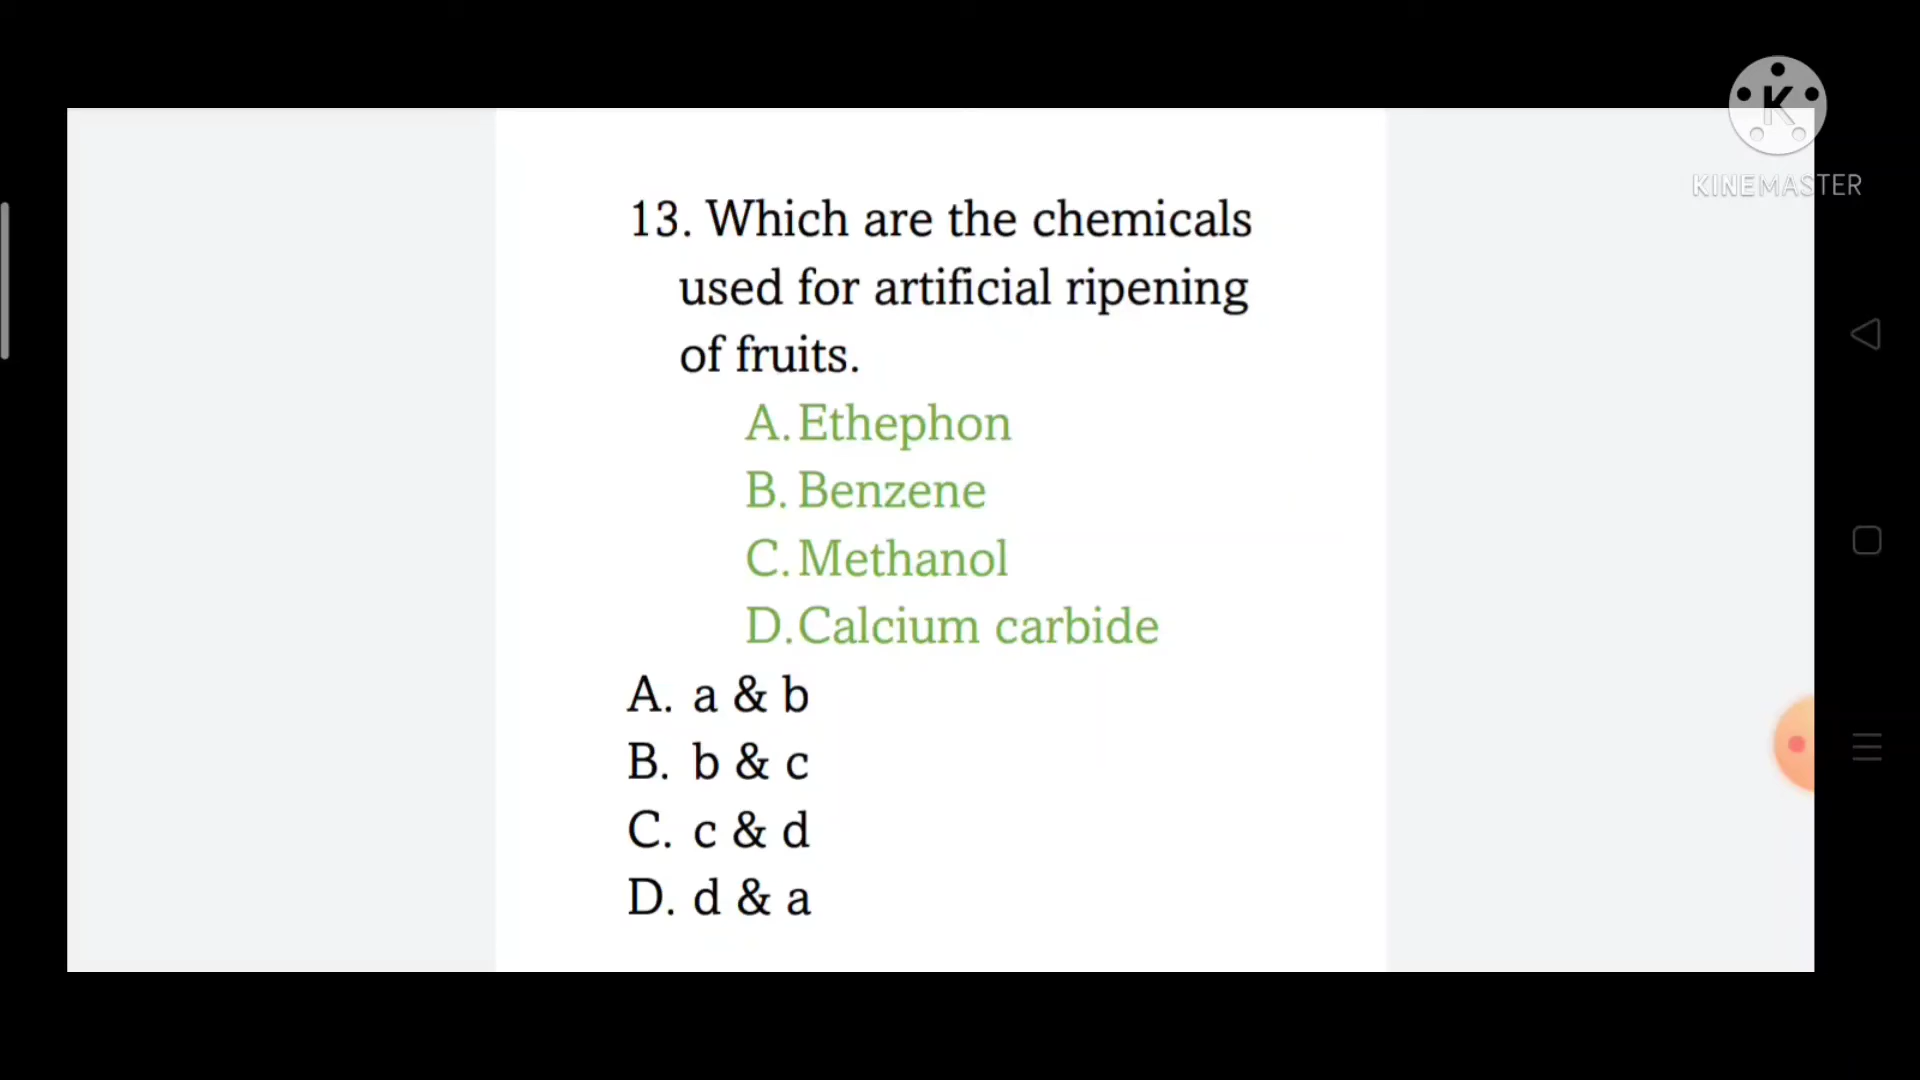 K
KINEMASTER
13. Which are the chemicals
used for artificial ripening
of fruits.
A. Ethephon
B. Benzene
C. Methanol
D. Calcium carbide
A. a & b
B. b & c
C. c & d
D. d & a